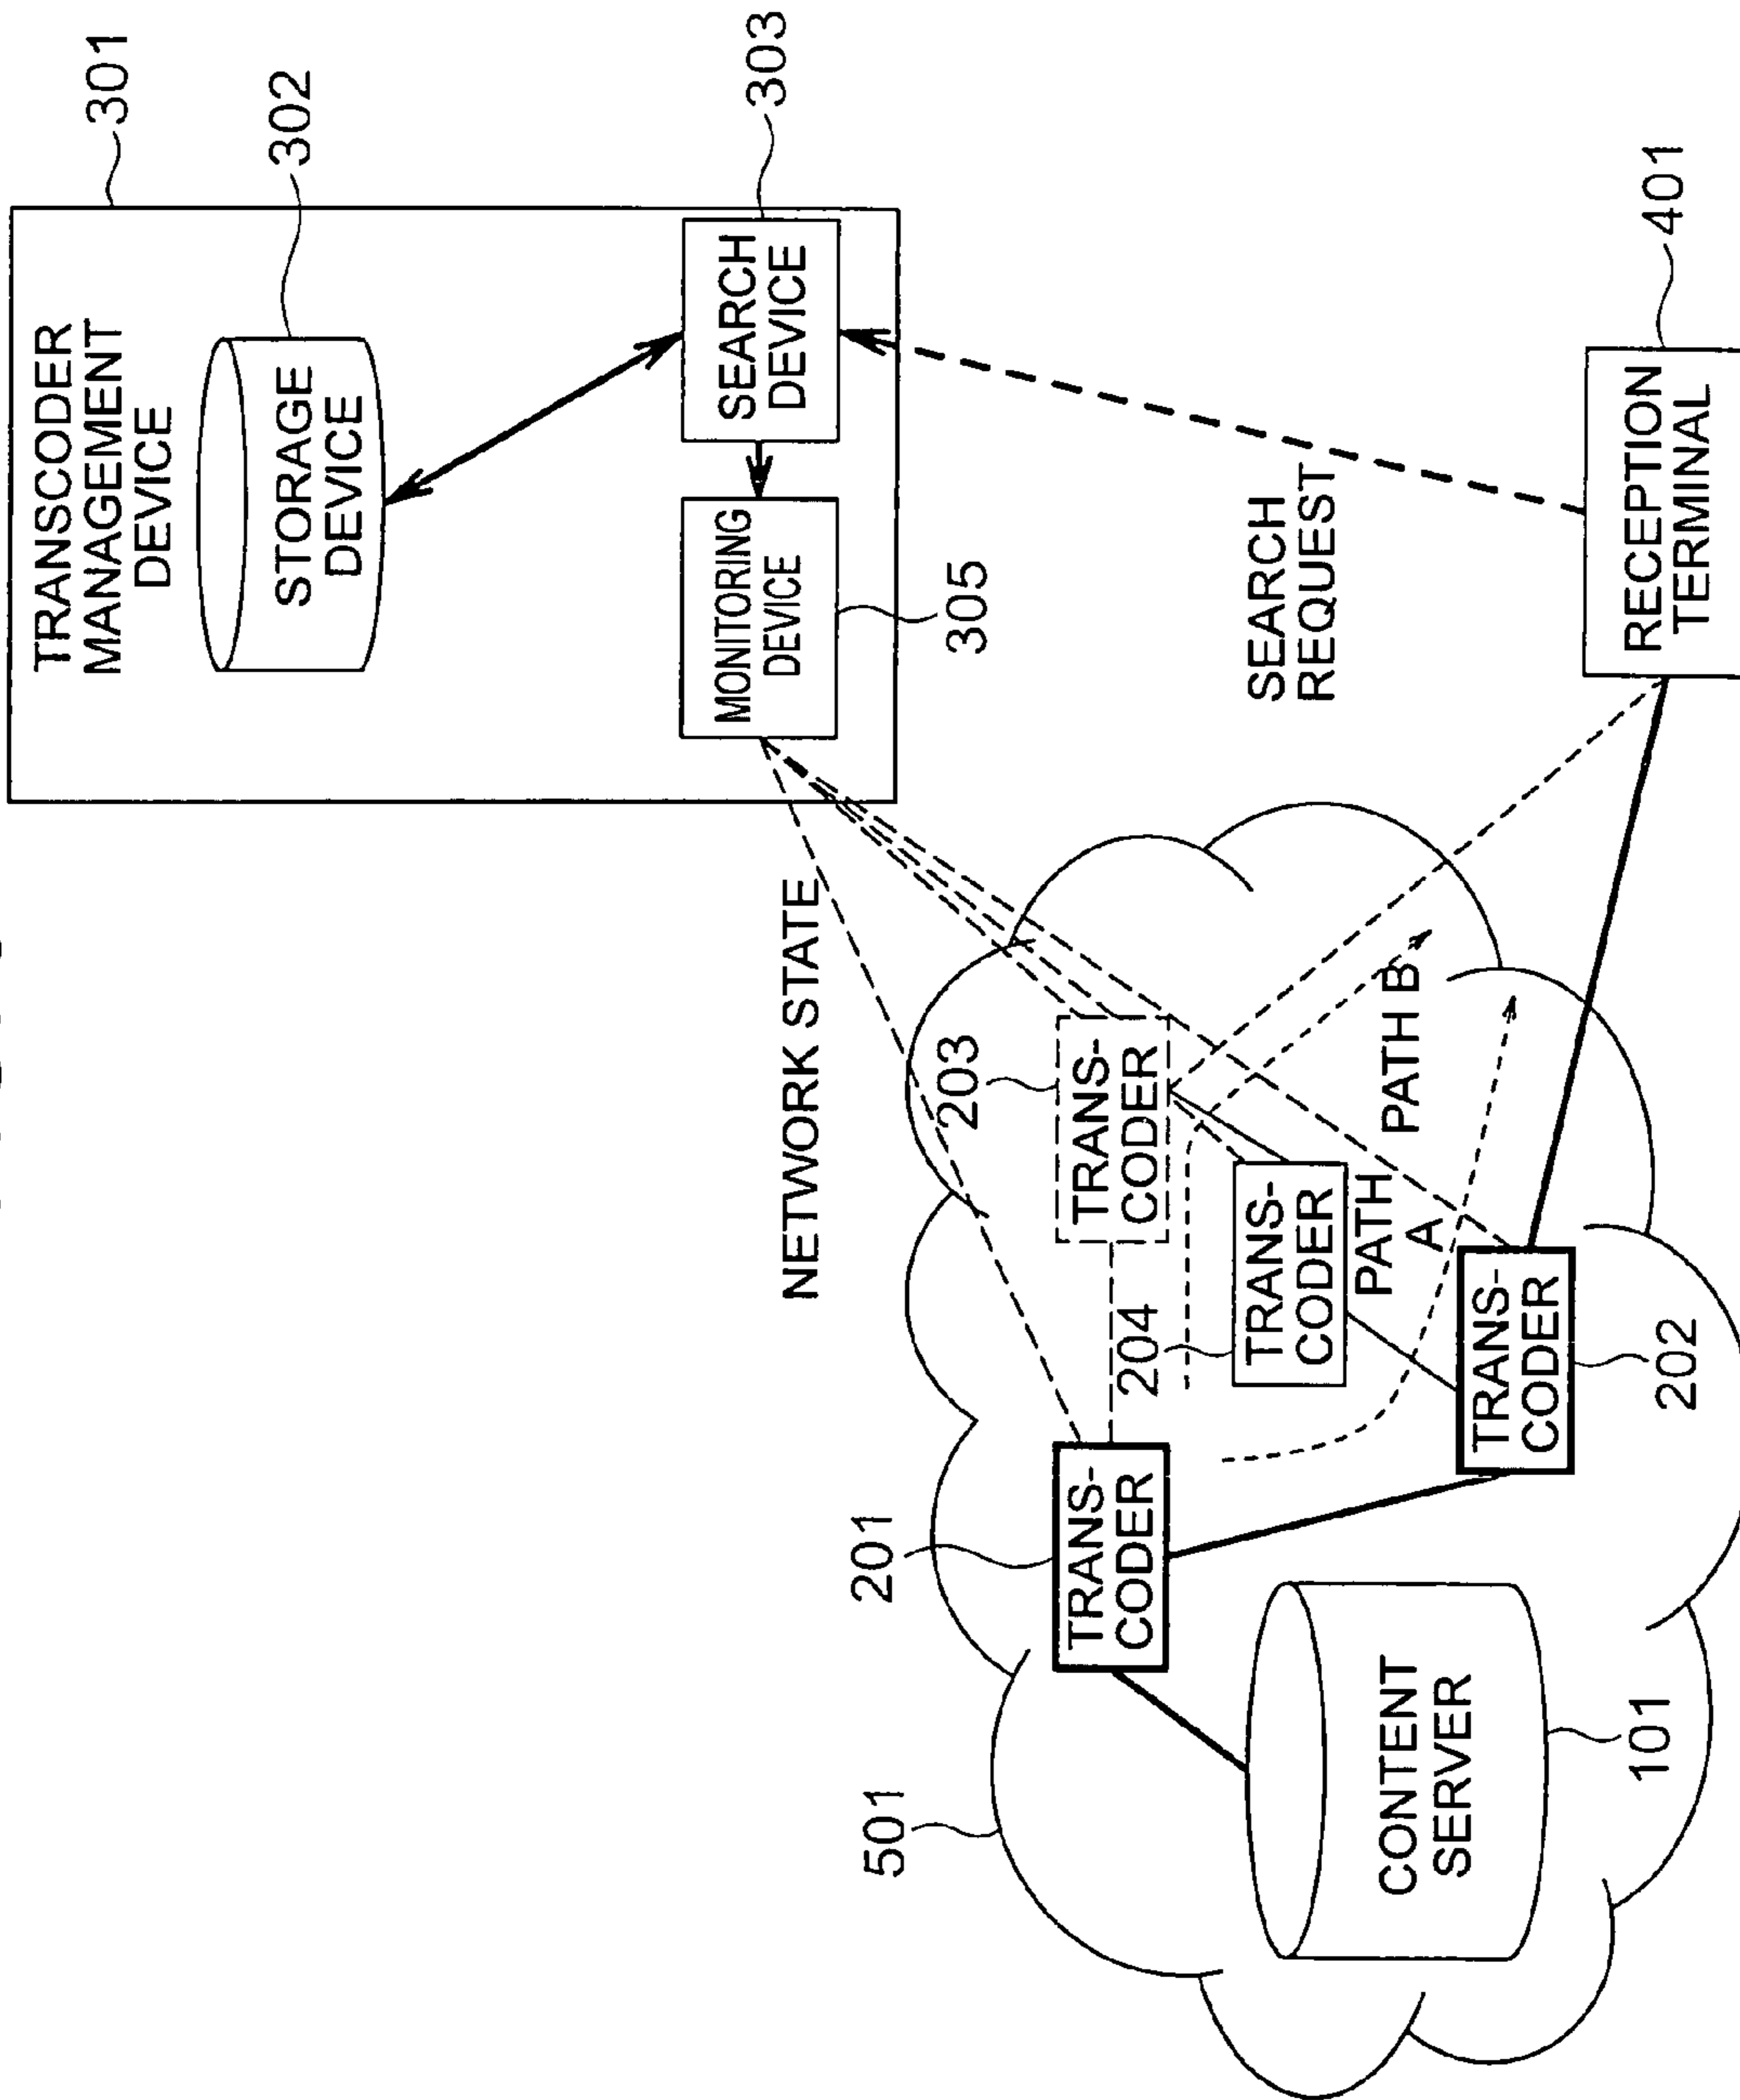 TRANSCODER
MANAGEMENT
DEVICE
301
302
STORAGE
DEVICE
MONITORING
DEVICE
SEARCH
DEVICE
303
305
NETWORK STATE
501
201
TRANS-
CODER
203
TRANS-
CODER
204
TRANS-
CODER
PATH
A
PATH B
SEARCH
REQUEST
CONTENT
SERVER
101
TRANS-
CODER
202
RECEPTION
TERMINAL
401